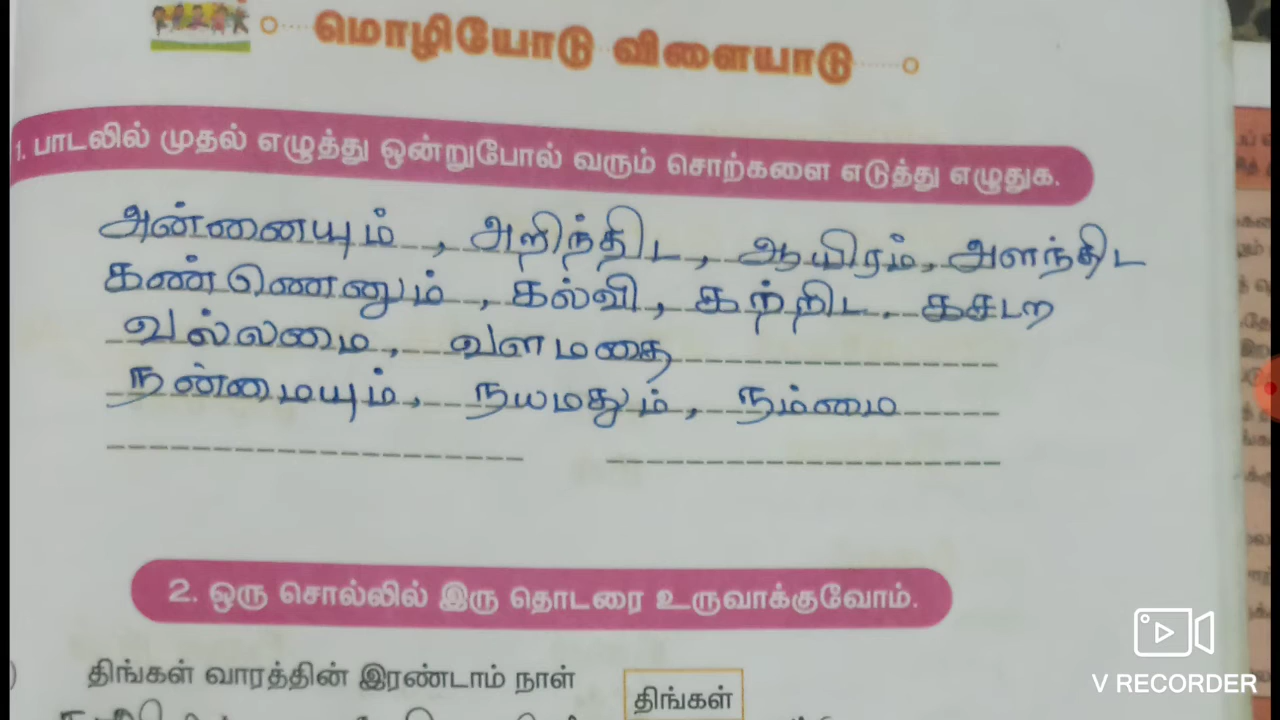 மொழியோடு விளையாடு
1. பாடலில் முதல் எழுத்து ஒன்றுபோல் வரும் சொற்களை எடுத்து எழுதுக.
அன்னையும், அறிந்திட, ஆயிரம், அளந்திட
கண்ணெனும், கல்வி, கற்றிட, கசடற
வல்லமை, வளமதை
நன்மையும், நயமதும், நம்மை
2. ஒரு சொல்லில் இரு தொடரை உருவாக்குவோம்.
திங்கள் வாரத்தின் இரண்டாம் நாள்
திங்கள்
V RECORDER